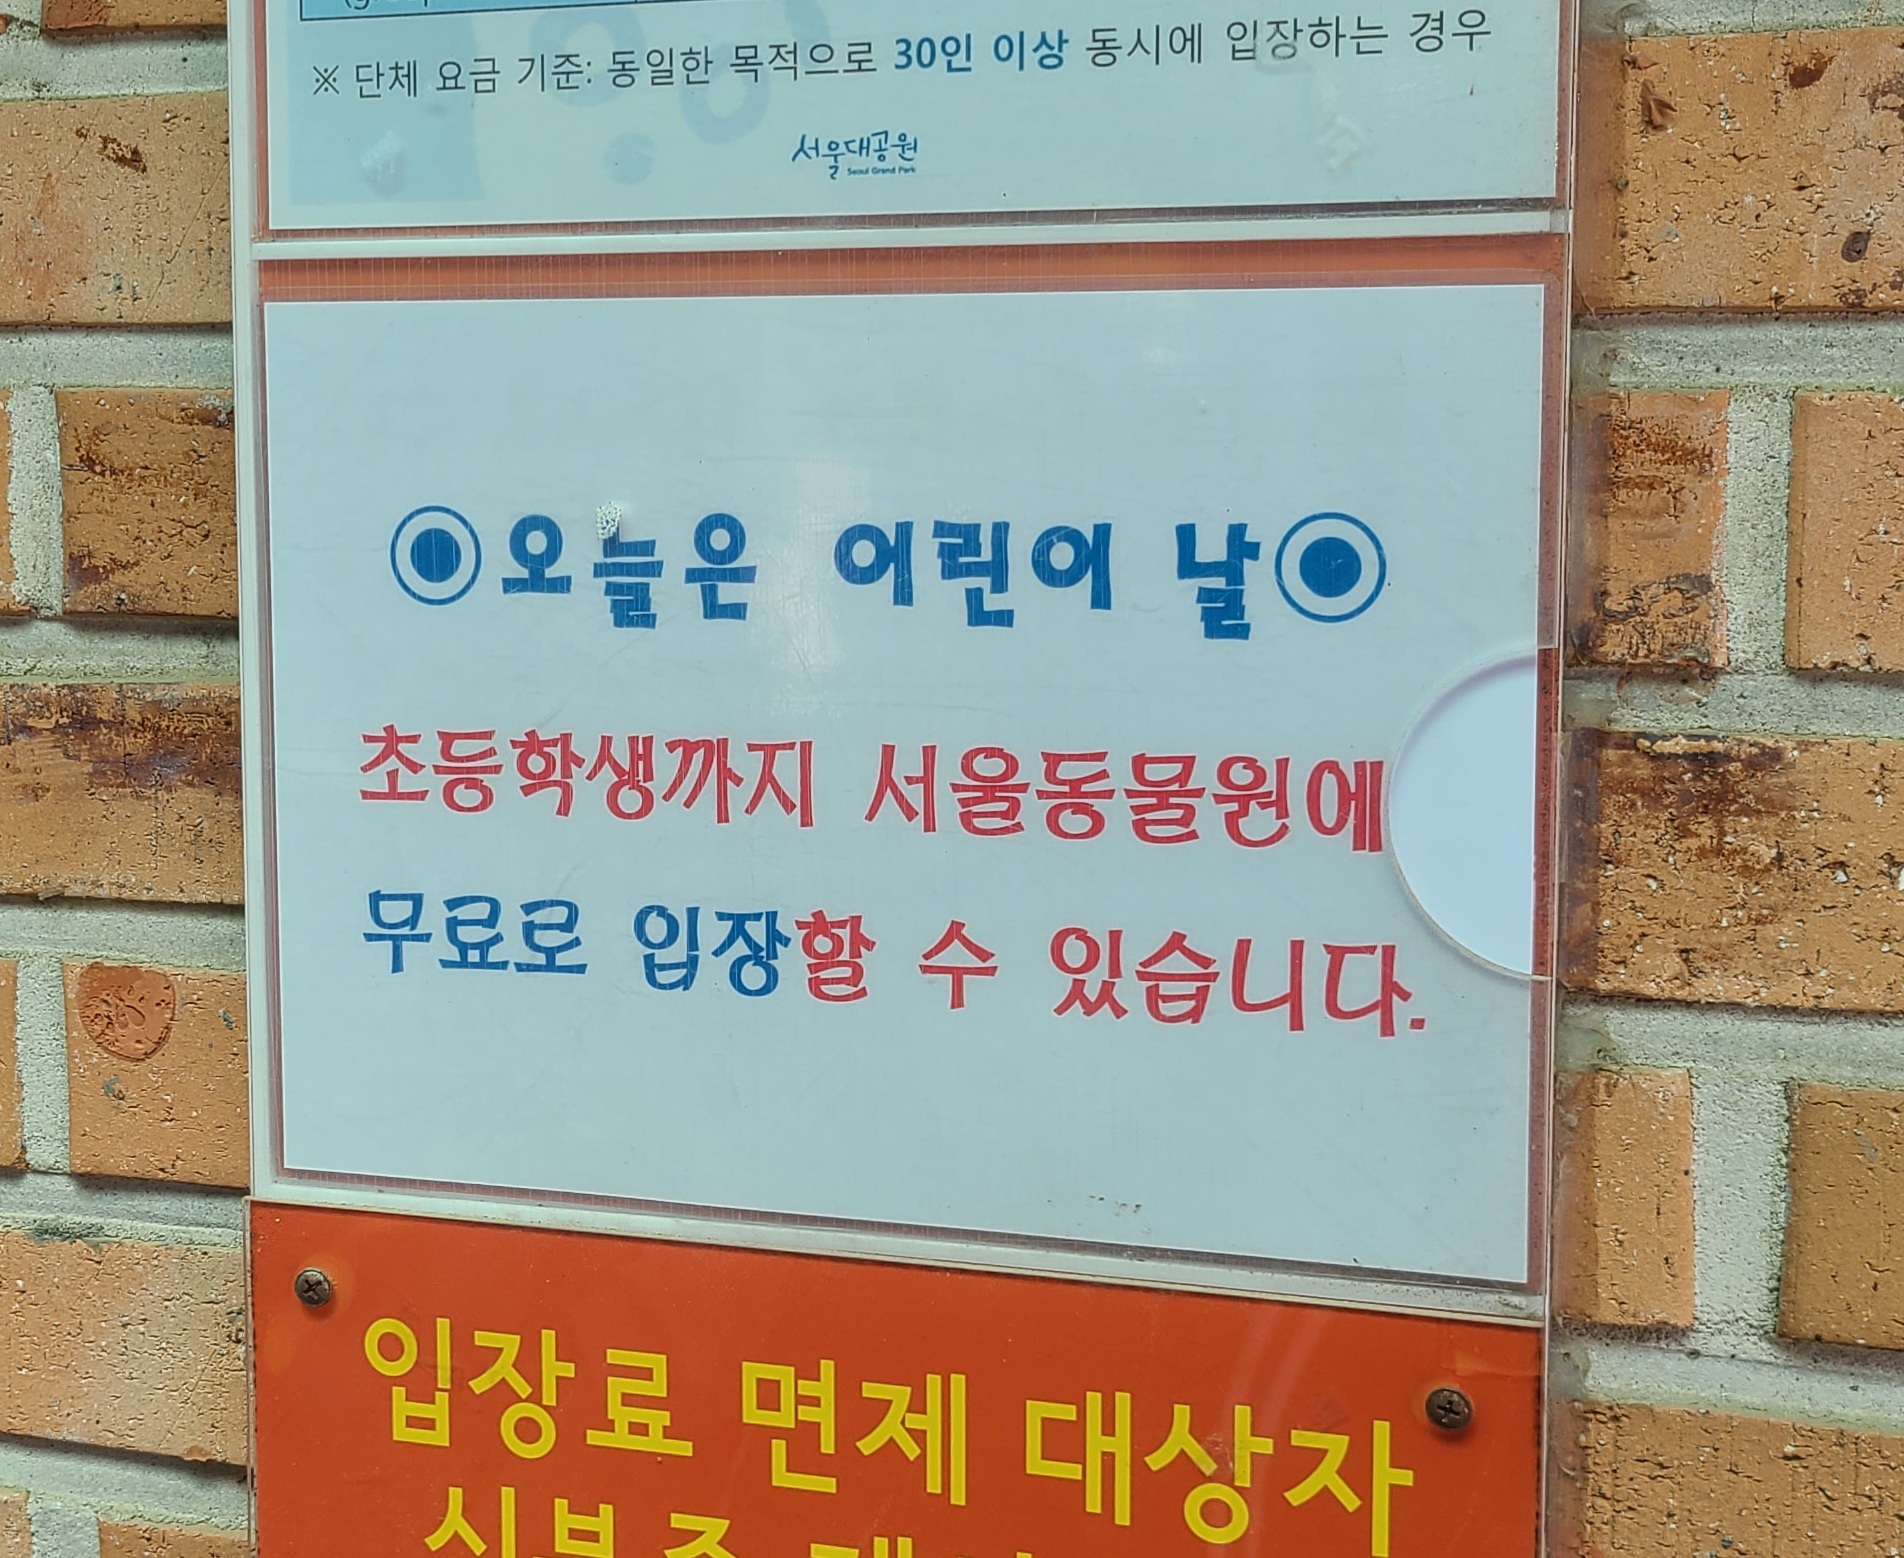 ※ 단체 요금 기준: 동일한 목적으로 30인 이상 동시에 입장하는 경우
서울대공원
Seoul Grand Park
◉오늘은 어린이 날◉
초등학생까지 서울동물원에
무료로 입장할 수 있습니다.
입장료 면제 대상자